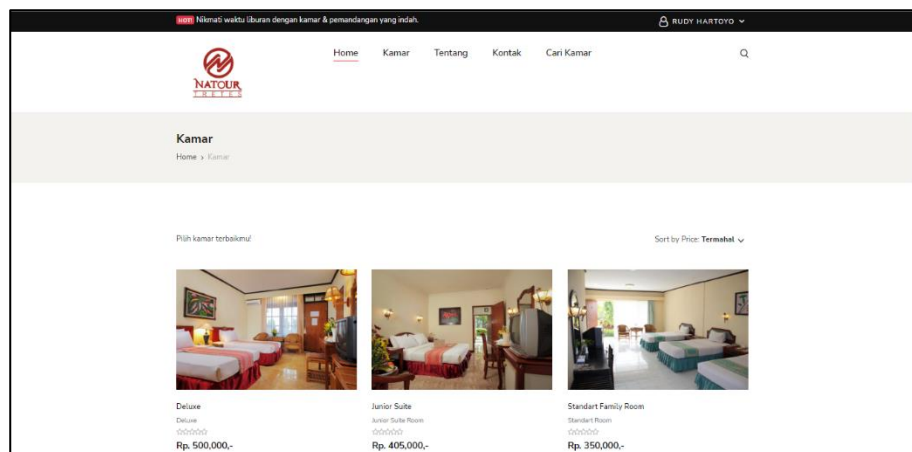 HOT! Nikmati waktu liburan dengan kamar & pemandangan yang indah.
RUDY HARTOYO
NATOUR
TRETES
Home Kamar Tentang Kontak Cari Kamar
Kamar
Home > Kamar
Pilih kamar terbaikmu!
Sort by Price: Termahal
Deluxe
Deluxe
Rp. 500,000,-
Junior Suite
Junior Suite Room
Rp. 405,000,-
Standart Family Room
Standart Room
Rp. 350,000,-